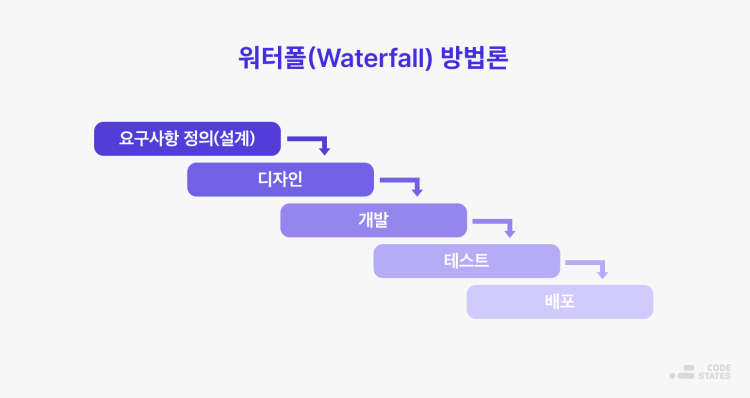 워터폴(Waterfall) 방법론
요구사항 정의(설계)
디자인
개발
테스트
배포
CODE
STATES